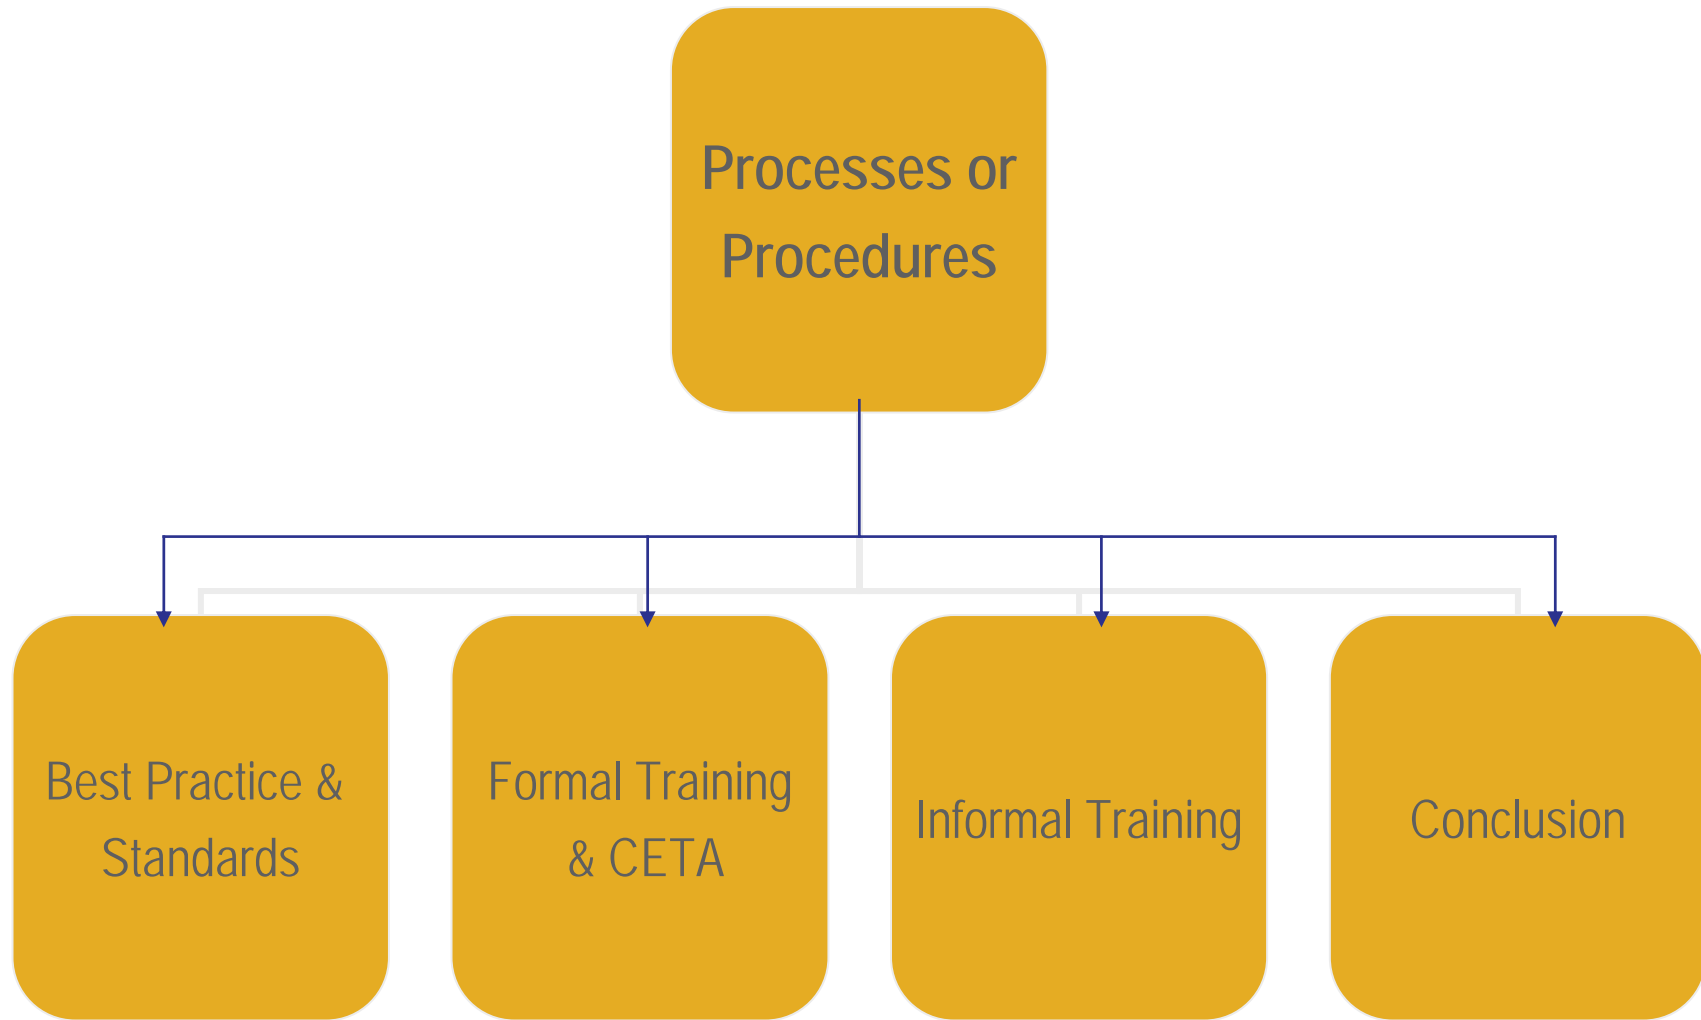 Processes or
Procedures
Best Practice &
Standards
Formal Training
& CETA
Informal Training
Conclusion